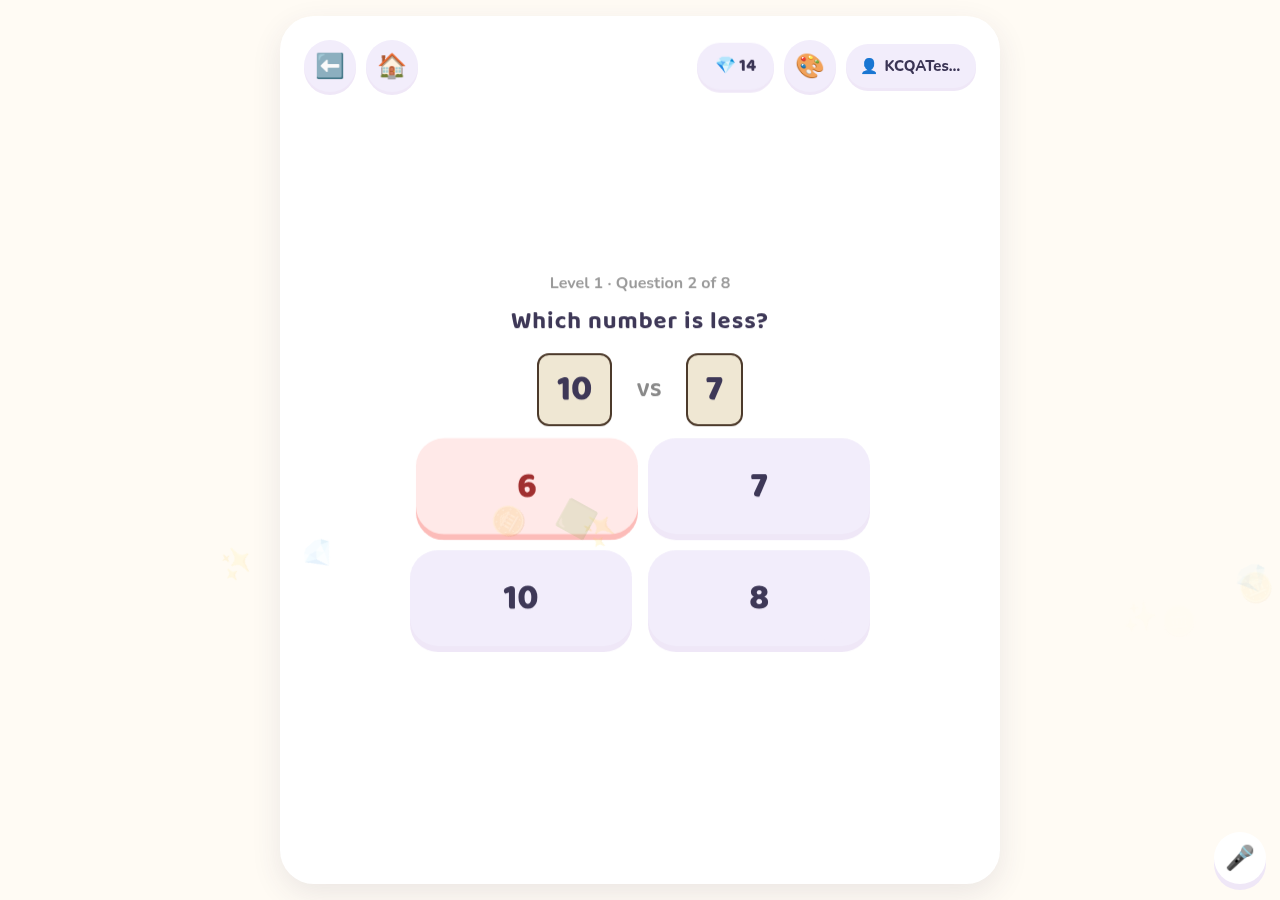 14
KCQATes...
Level 1 · Question 2 of 8
Which number is less?
10 vs 7
6 7
10 8